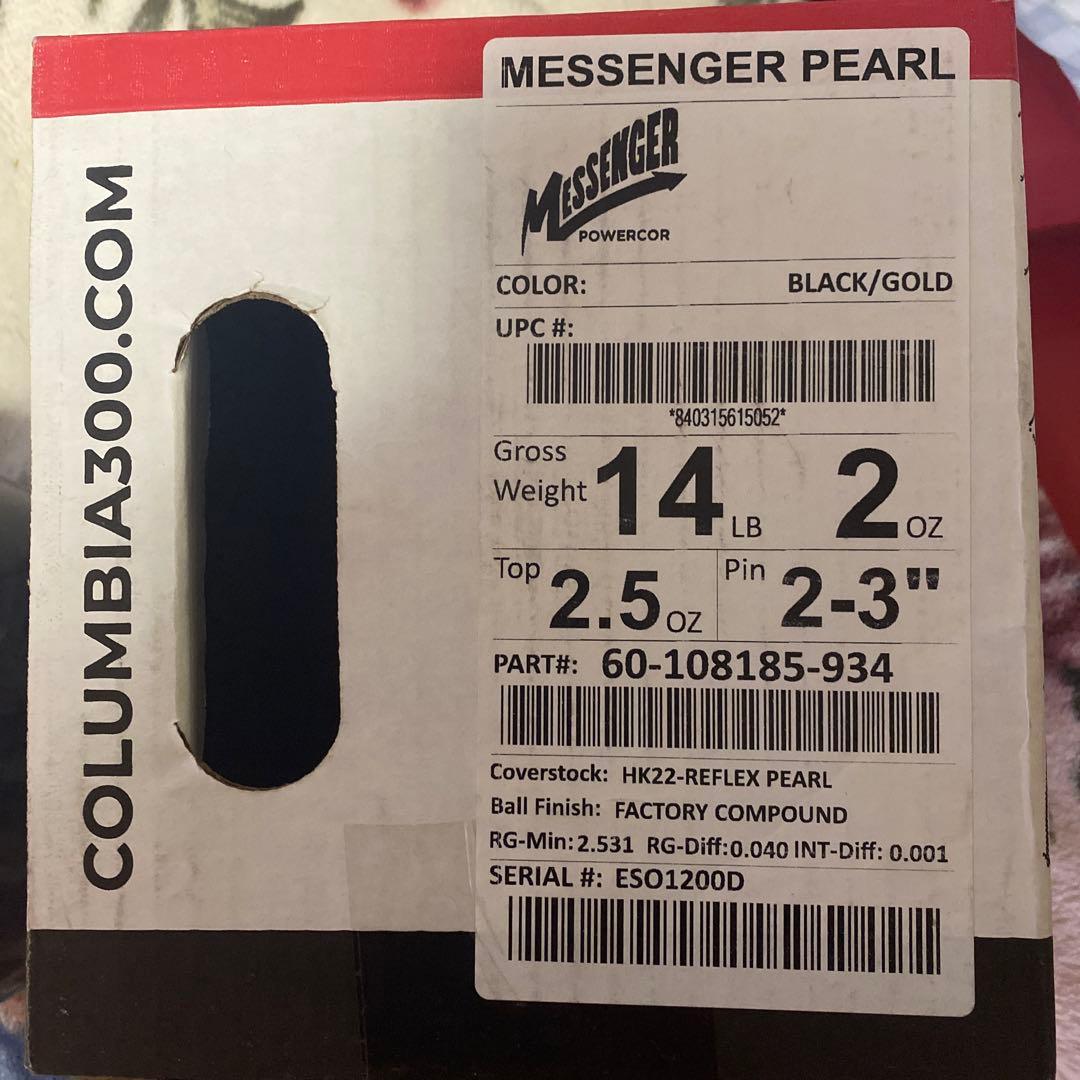 COLUMBIA300.COM
MESSENGER PEARL
MESSENGER
POWERCOR
COLOR: BLACK/GOLD
UPC #:
*840315615052*
Gross Weight 14 LB 2 OZ
Top 2.5 OZ Pin 2-3"
PART#: 60-108185-934
Coverstock: HK22-REFLEX PEARL
Ball Finish: FACTORY COMPOUND
RG-Min: 2.531 RG-Diff: 0.040 INT-Diff: 0.001
SERIAL #: ESO1200D